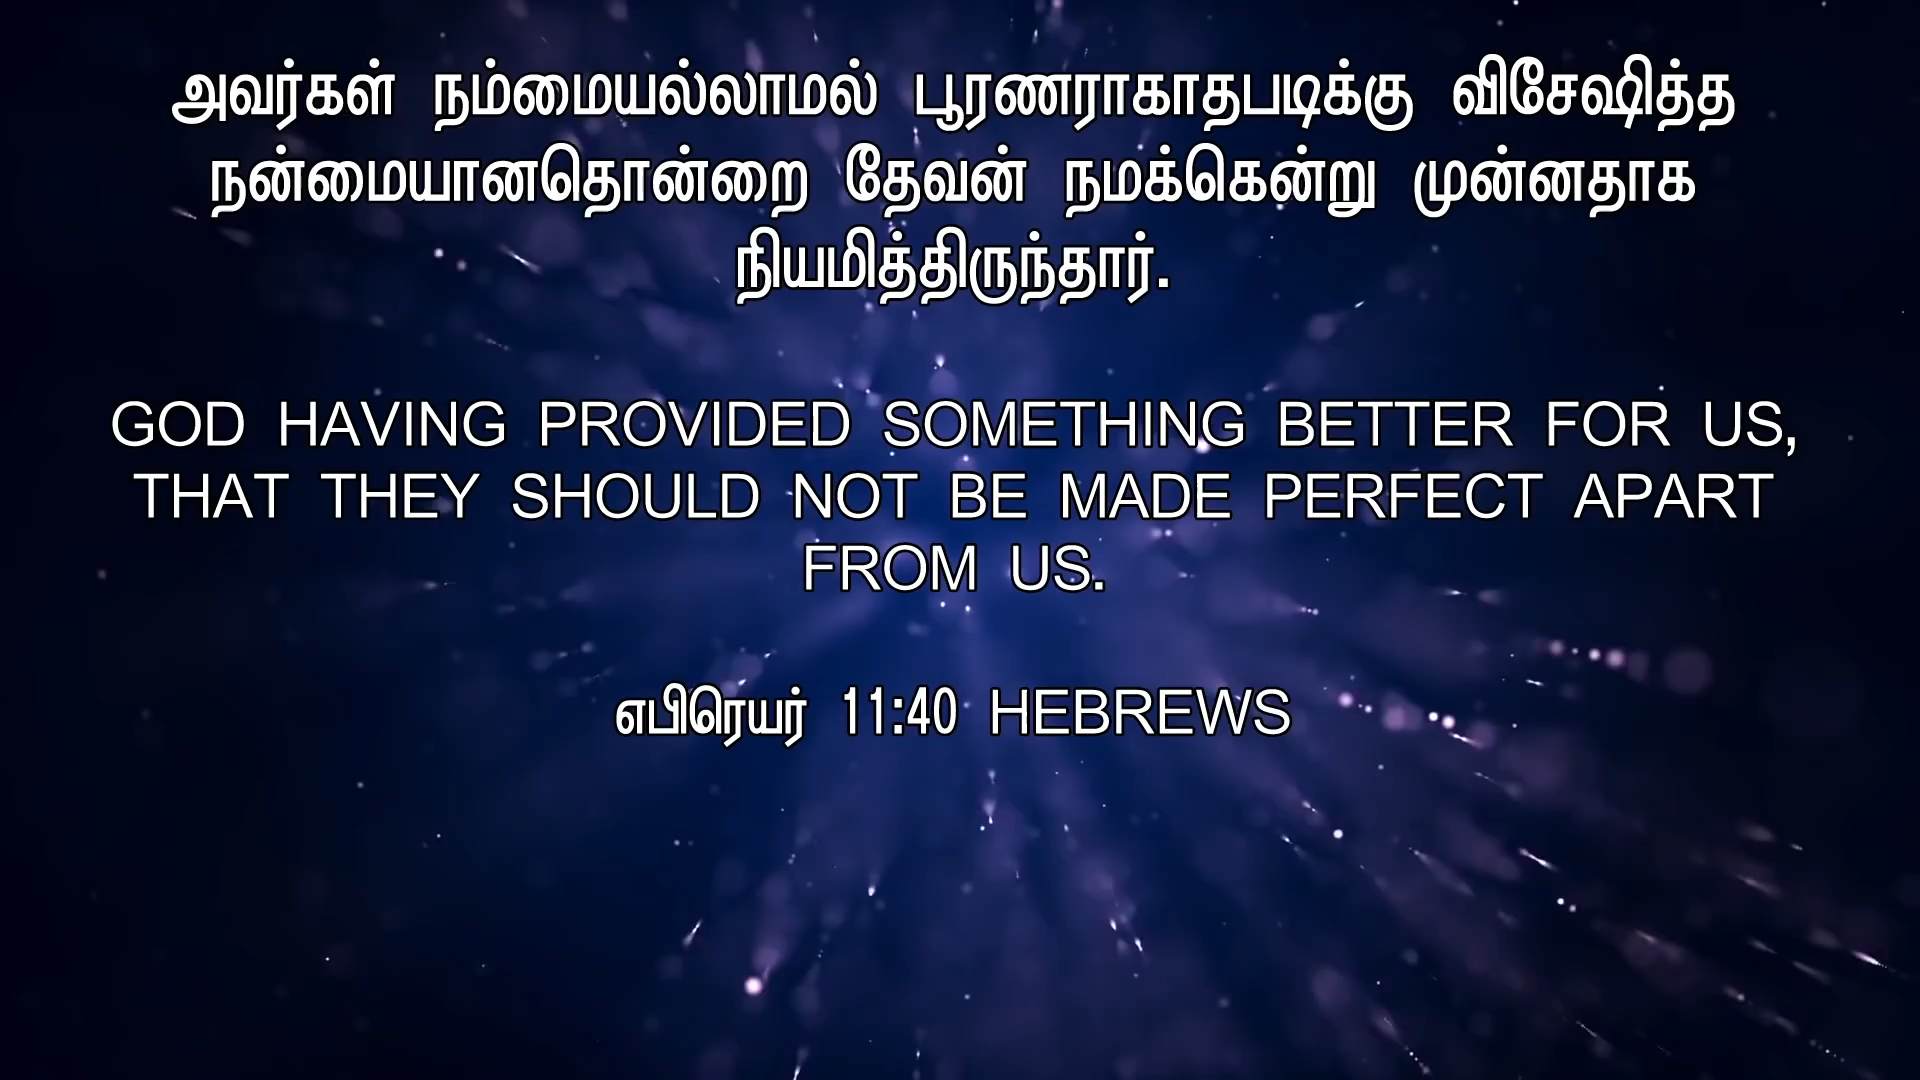 அவர்கள் நம்மையல்லாமல் பூரணராகாதபடிக்கு விசேஷித்த
நன்மையானதொன்றை தேவன் நமக்கென்று முன்னதாக
நியமித்திருந்தார்.
GOD HAVING PROVIDED SOMETHING BETTER FOR US,
THAT THEY SHOULD NOT BE MADE PERFECT APART
FROM US.
எபிரெயர் 11:40 HEBREWS